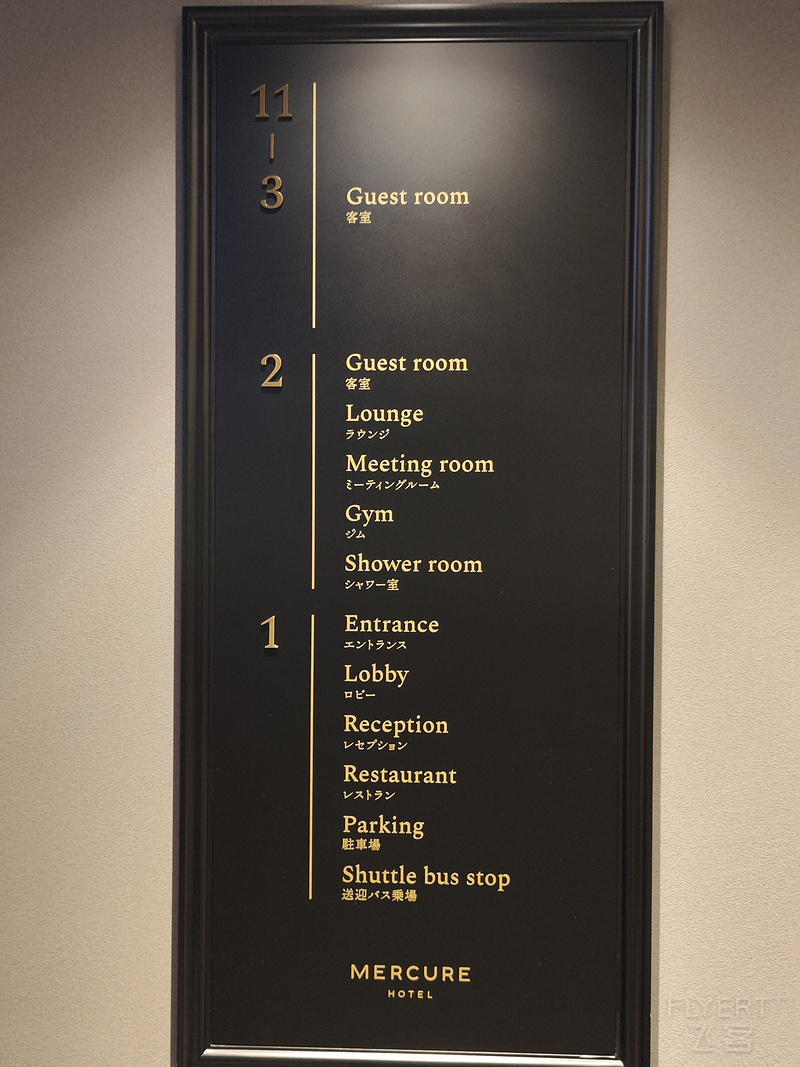 11
|
3
Guest room
客室
2
Guest room
客室
Lounge
ラウンジ
Meeting room
ミーティングルーム
Gym
ジム
Shower room
シャワー室
1
Entrance
エントランス
Lobby
ロビー
Reception
レセプション
Restaurant
レストラン
Parking
駐車場
Shuttle bus stop
送迎バス乗場
MERCURE
HOTEL
FLYERT
飞客